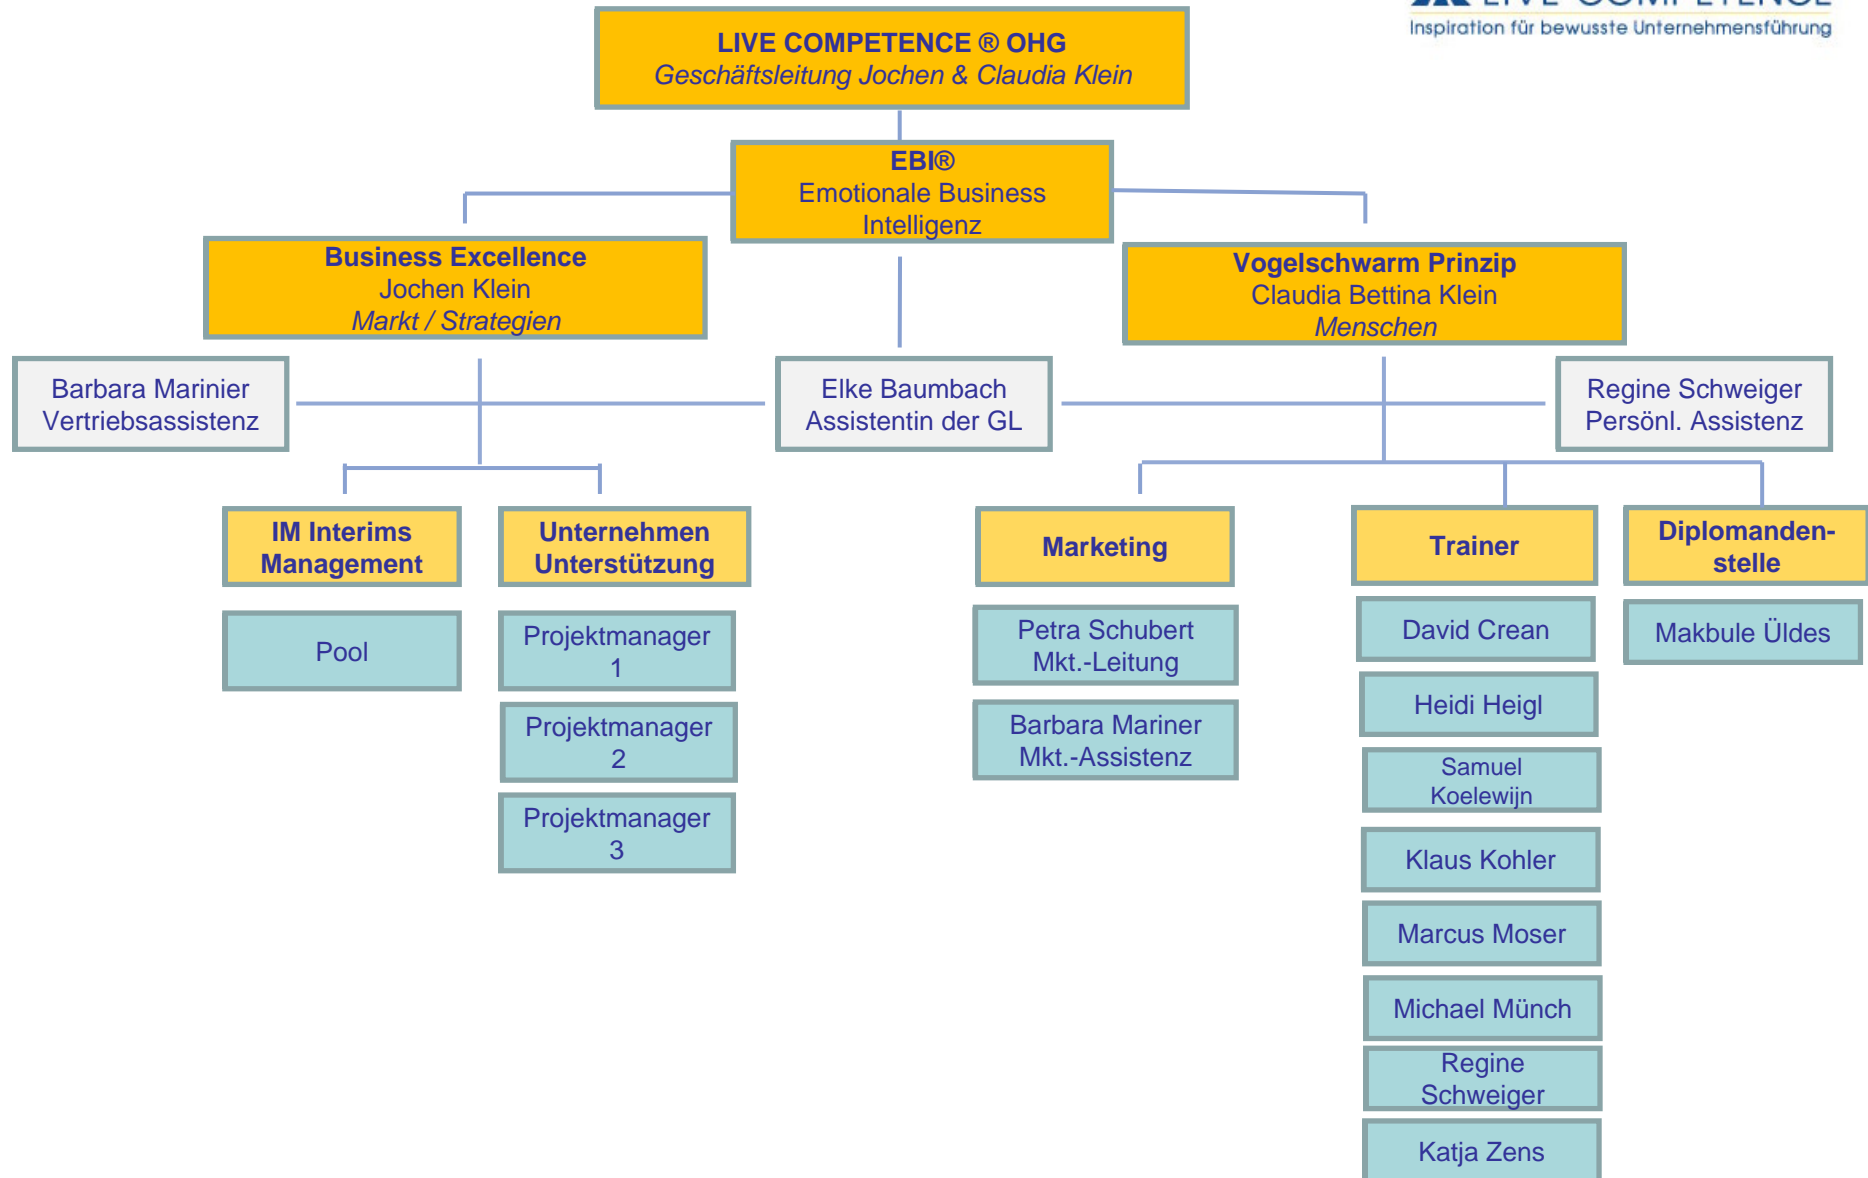 LIVE COMPETENCE
Inspiration für bewusste Unternehmensführung
LIVE COMPETENCE ® OHG
Geschäftsleitung Jochen & Claudia Klein
EBI®
Emotionale Business
Intelligenz
Business Excellence
Jochen Klein
Markt / Strategien
Vogelschwarm Prinzip
Claudia Bettina Klein
Menschen
Barbara Marinier
Vertriebsassistenz
Elke Baumbach
Assistentin der GL
Regine Schweiger
Persönl. Assistenz
IM Interims
Management
Pool
Unternehmen
Unterstützung
Projektmanager
1
Projektmanager
2
Projektmanager
3
Marketing
Petra Schubert
Mkt.-Leitung
Barbara Mariner
Mkt.-Assistenz
Trainer
David Crean
Heidi Heigl
Samuel
Koelewijn
Klaus Kohler
Marcus Moser
Michael Münch
Regine
Schweiger
Katja Zens
Diplomanden-
stelle
Makbule Üldes